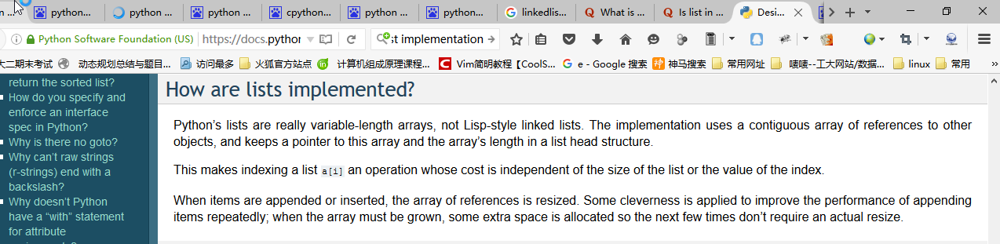 n ...
python...
python ...
python ...
cpython...
python ...
python...
linkedlis...
What is ...
Is list in ...
Desi...
Python Software Foundation (US)
https://docs.python
st implementation
大二期末考试
动态规划总结与题目...
访问最多
火狐官方站点
计算机组成原理课程...
Vim简明教程【CoolS...
e - Google 搜索
神马搜索
常用网址
喽喽--工大网站/数据...
linux
常用
return the sorted list?
How do you specify and
enforce an interface
spec in Python?
Why is there no goto?
Why can't raw strings
(r-strings) end with a
backslash?
Why doesn't Python
have a “with” statement
for attribute
How are lists implemented?
Python’s lists are really variable-length arrays, not Lisp-style linked lists. The implementation uses a contiguous array of references to other
objects, and keeps a pointer to this array and the array’s length in a list head structure.
This makes indexing a list a[i] an operation whose cost is independent of the size of the list or the value of the index.
When items are appended or inserted, the array of references is resized. Some cleverness is applied to improve the performance of appending
items repeatedly; when the array must be grown, some extra space is allocated so the next few times don’t require an actual resize.